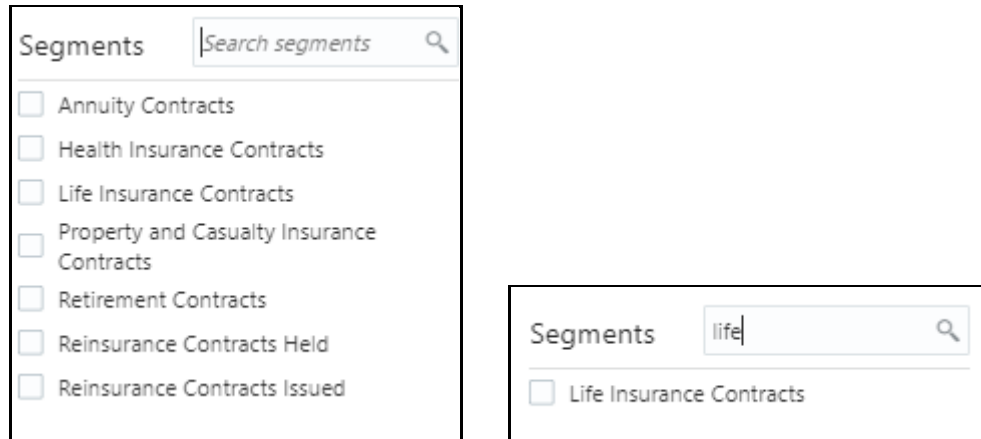 Segments Search segments
Annuity Contracts
Health Insurance Contracts
Life Insurance Contracts
Property and Casualty Insurance
Contracts
Retirement Contracts
Reinsurance Contracts Held
Reinsurance Contracts Issued
Segments life
Life Insurance Contracts